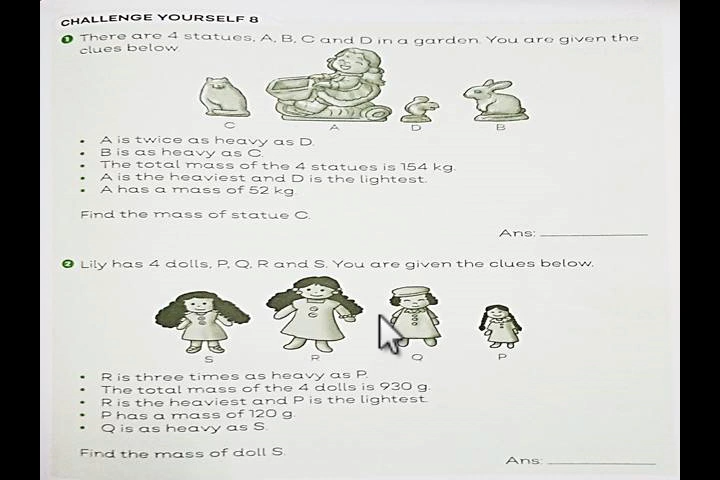 CHALLENGE YOURSELF 8
1 There are 4 statues, A, B, C and D in a garden. You are given the
clues below.
C A D B
• A is twice as heavy as D.
• B is as heavy as C.
• The total mass of the 4 statues is 154 kg.
• A is the heaviest and D is the lightest.
• A has a mass of 52 kg.
Find the mass of statue C.
Ans:
2 Lily has 4 dolls, P, Q, R and S. You are given the clues below.
S R Q P
• R is three times as heavy as P.
• The total mass of the 4 dolls is 930 g.
• R is the heaviest and P is the lightest.
• P has a mass of 120 g.
• Q is as heavy as S.
Find the mass of doll S.
Ans: